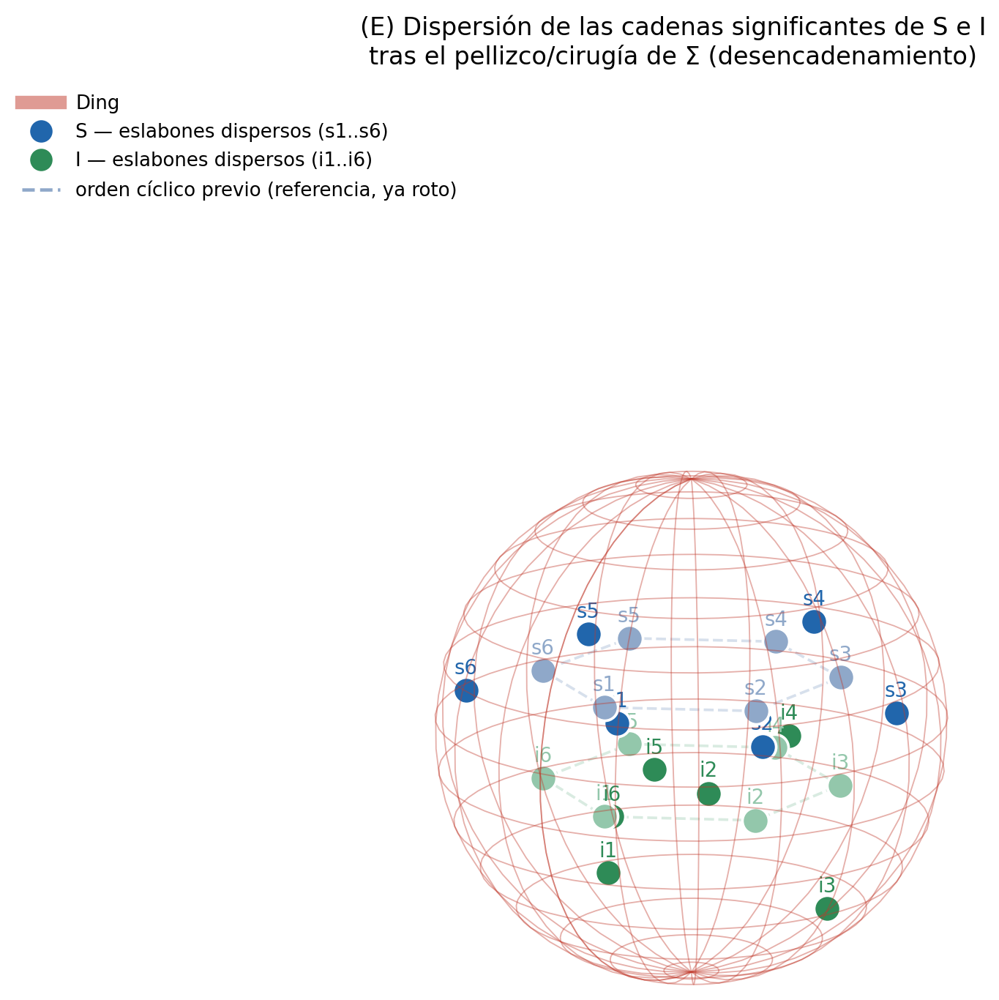 (E) Dispersión de las cadenas significantes de S e I
tras el pellizco/cirugía de Σ (desencadenamiento)
Ding
S — eslabones dispersos (s1..s6)
I — eslabones dispersos (i1..i6)
orden cíclico previo (referencia, ya roto)
s4
s5
s5
s4
s6
s3
s6
s1
s2
s3
i4
i5
i6
i2
i3
i6
i2
i1
i3